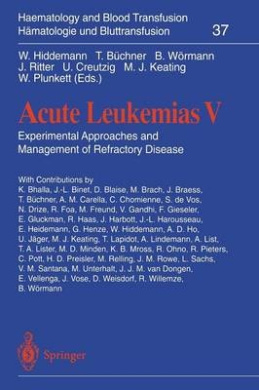 Haematology and Blood Transfusion
Hämatologie und Bluttransfusion
37
W. Hiddemann T. Büchner B. Wörmann
J. Ritter U. Creutzig M. J. Keating
W. Plunkett (Eds.)
Acute Leukemias V
Experimental Approaches and
Management of Refractory Disease
With Contributions by
K. Bhalla, J.-L. Binet, D. Blaise, M. Brach, J. Braess,
T. Büchner, A. M. Carella, C. Chomienne, S. de Vos,
N. Drize, R. Foa, M. Freund, V. Gandhi, F. Gieseler,
E. Gluckman, R. Haas, J. Harbott, J.-L. Harousseau,
E. Heidemann, G. Henze, W. Hiddemann, A. D. Ho,
U. Jäger, M. J. Keating, T. Lapidot, A. Lindemann, A. List,
T. A. Lister, M. D. Minden, K. B. Mross, R. Ohno, R. Pieters,
C. Pott, H. D. Preisler, M. Relling, J. M. Rowe, L. Sachs,
V. M. Santana, M. Unterhalt, J. J. M. van Dongen,
E. Vellenga, J. Vose, D. Weisdorf, R. Willemze,
B. Wörmann
Springer